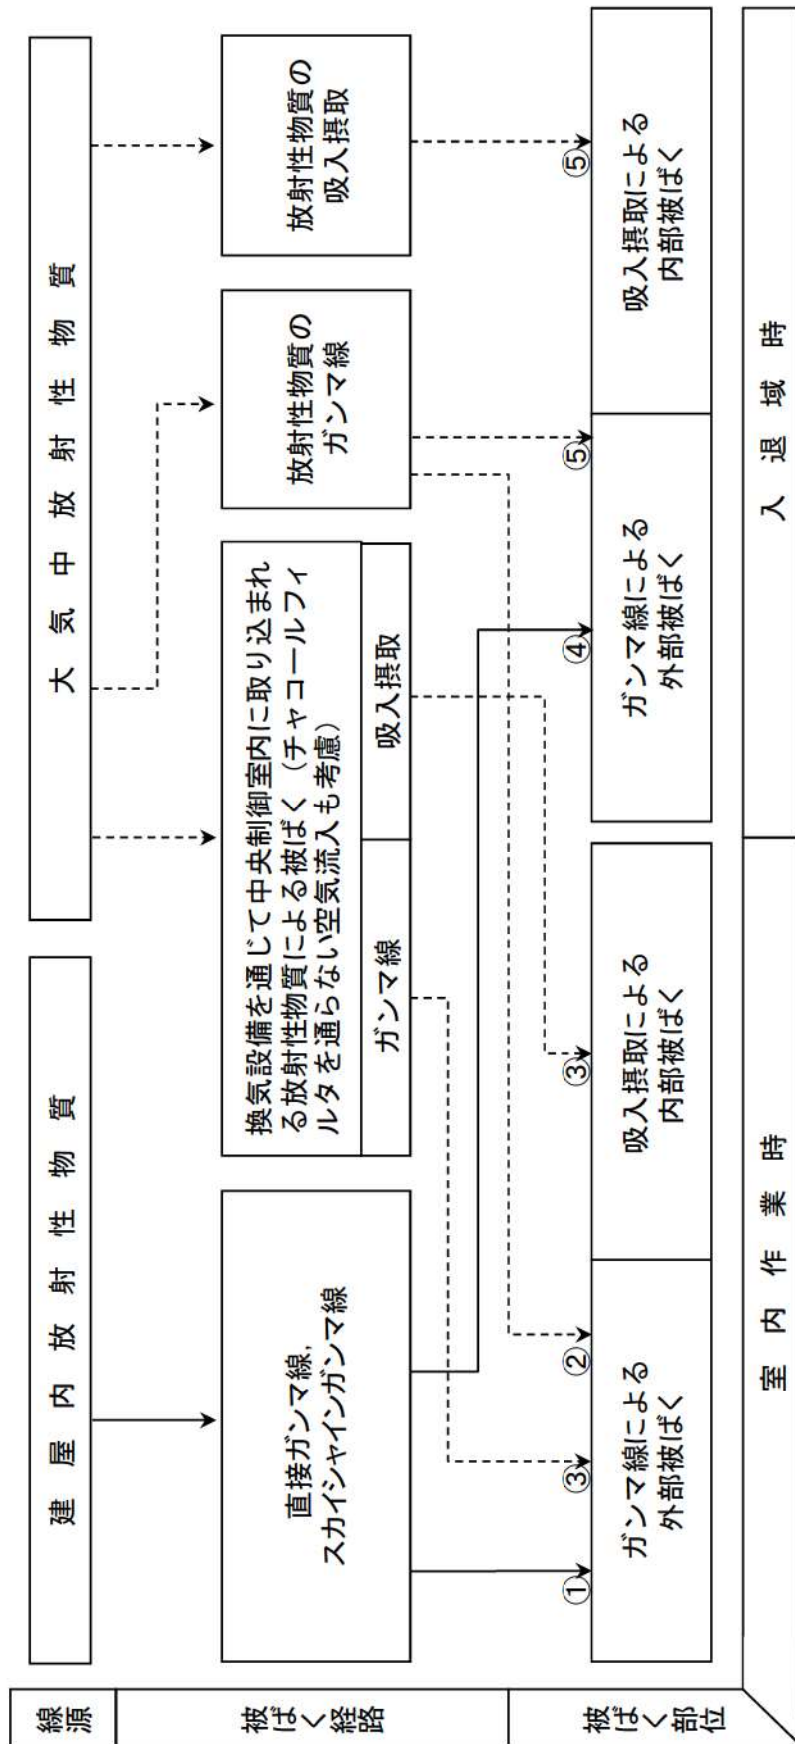 線源
建屋内放射性物質
大気中放射性物質
被ばく経路
直接ガンマ線,
スカイシャインガンマ線
換気設備を通じて中央制御室内に取り込まれ
る放射性物質による被ばく（チャコールフィ
ルタを通らない空気流入も考慮）
ガンマ線
吸入摂取
放射性物質の
ガンマ線
放射性物質の
吸入摂取
①
③
②
③
④
⑤
⑤
被ばく部位
ガンマ線による
外部被ばく
吸入摂取による
内部被ばく
ガンマ線による
外部被ばく
吸入摂取による
内部被ばく
室内作業時
入退域時